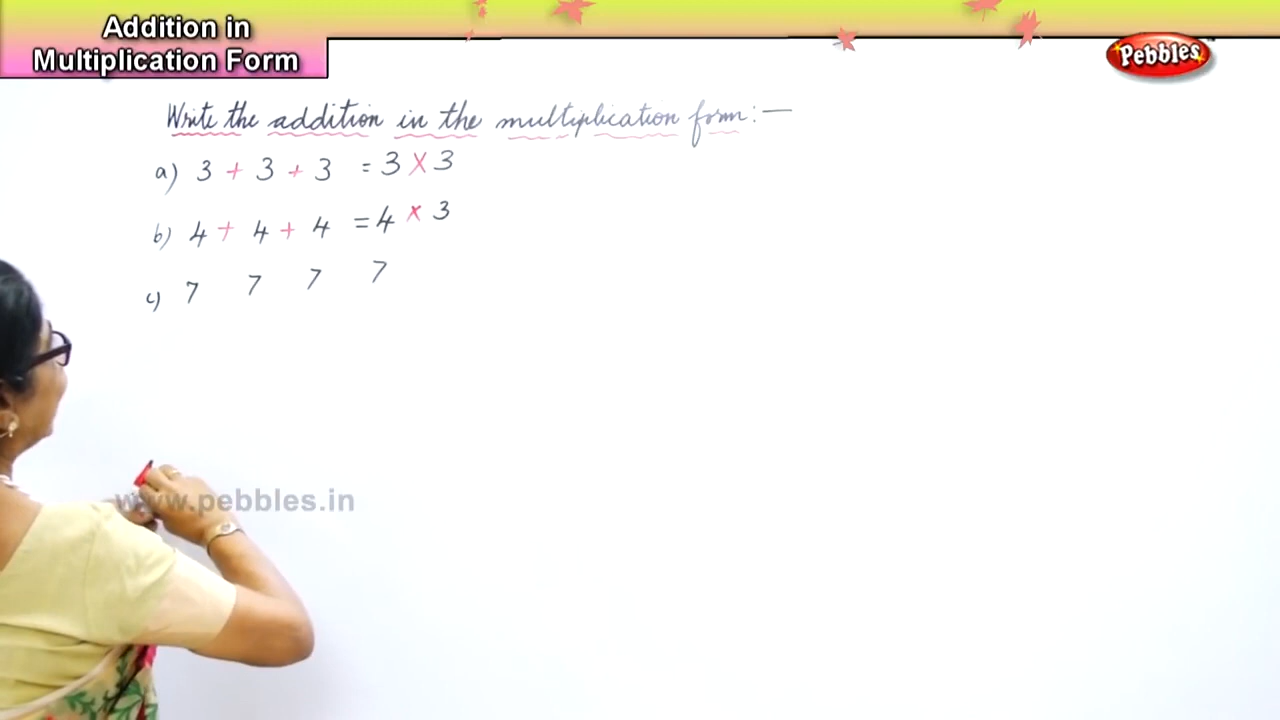 Addition in
Multiplication Form
Pebbles
Write the addition in the multiplication form:—
a) 3 + 3 + 3 = 3 × 3
b) 4 + 4 + 4 = 4 × 3
c) 7 7 7 7
www.pebbles.in